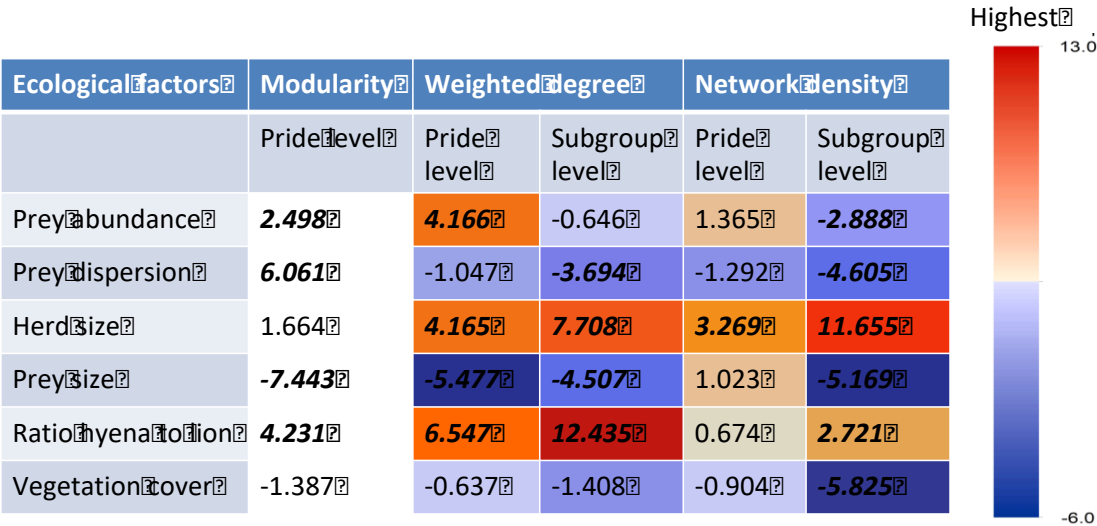 Highest
13.0
Ecological factors Modularity Weighted degree Network density
Pride level Pride level Subgroup level Pride level Subgroup level
Prey abundance 2.498 4.166 -0.646 1.365 -2.888
Prey dispersion 6.061 -1.047 -3.694 -1.292 -4.605
Herd size 1.664 4.165 7.708 3.269 11.655
Prey size -7.443 -5.477 -4.507 1.023 -5.169
Ratio hyena to lion 4.231 6.547 12.435 0.674 2.721
Vegetation cover -1.387 -0.637 -1.408 -0.904 -5.825
-6.0